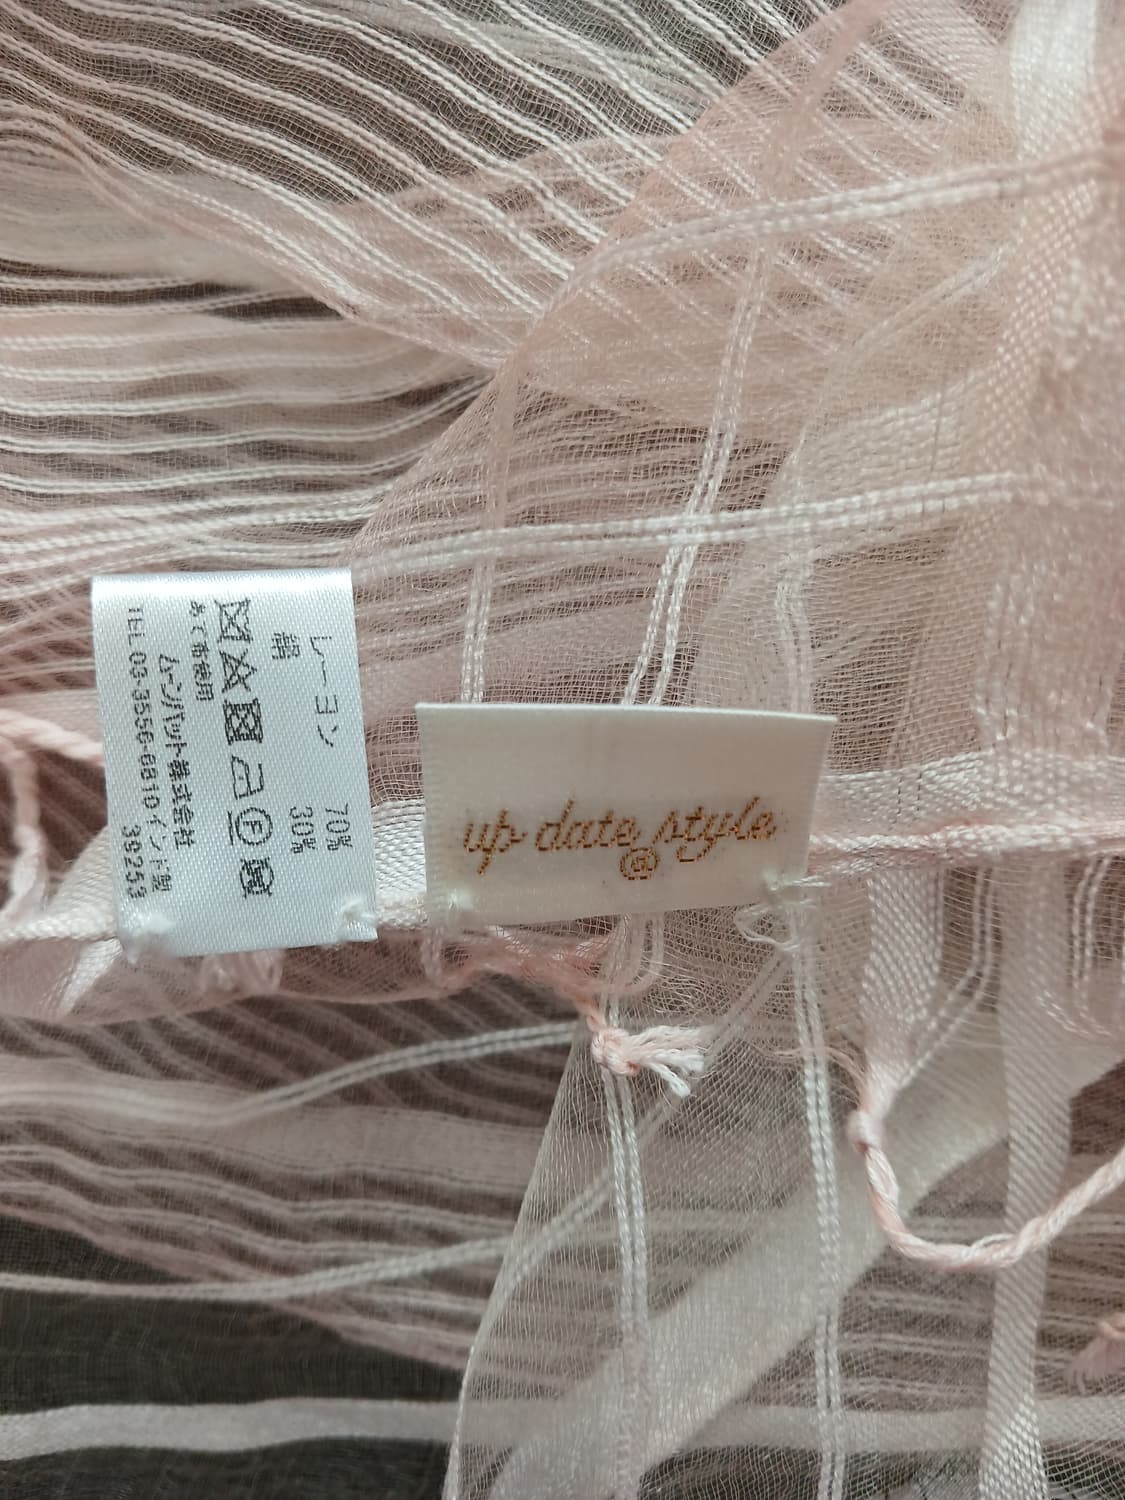 レーヨン 70%
絹 30%
あて布使用
ムーンバット株式会社
TEL.03-3556-6810 インド製
39253
up date style
@